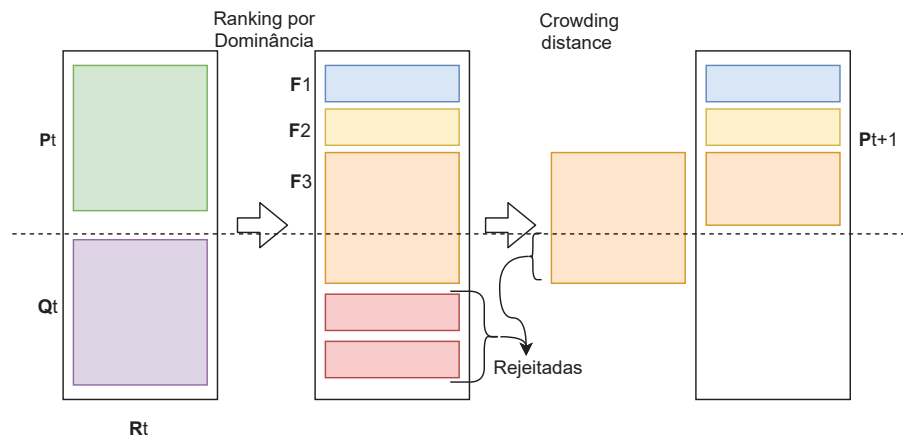 Ranking por
Dominância
Crowding
distance
F1
F2
F3
Pt
Pt+1
Qt
Rejeitadas
Rt